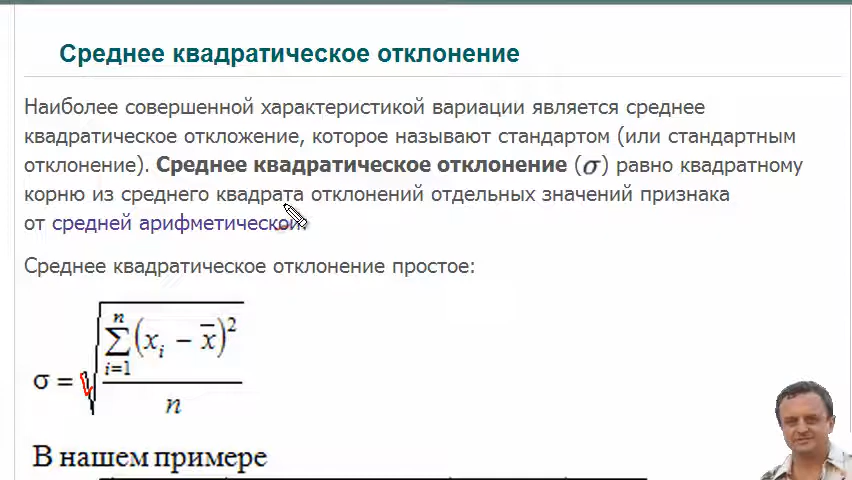 Среднее квадратическое отклонение
Наиболее совершенной характеристикой вариации является среднее
квадратическое откложение, которое называют стандартом (или стандартным
отклонение). Среднее квадратическое отклонение (σ) равно квадратному
корню из среднего квадрата отклонений отдельных значений признака
от средней арифметической.
Среднее квадратическое отклонение простое:
σ = √(∑_{i=1}^{n} (x_i − x̅)² / n)
В нашем примере